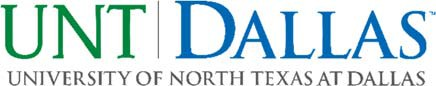 UNT | DALLAS™
UNIVERSITY OF NORTH TEXAS AT DALLAS